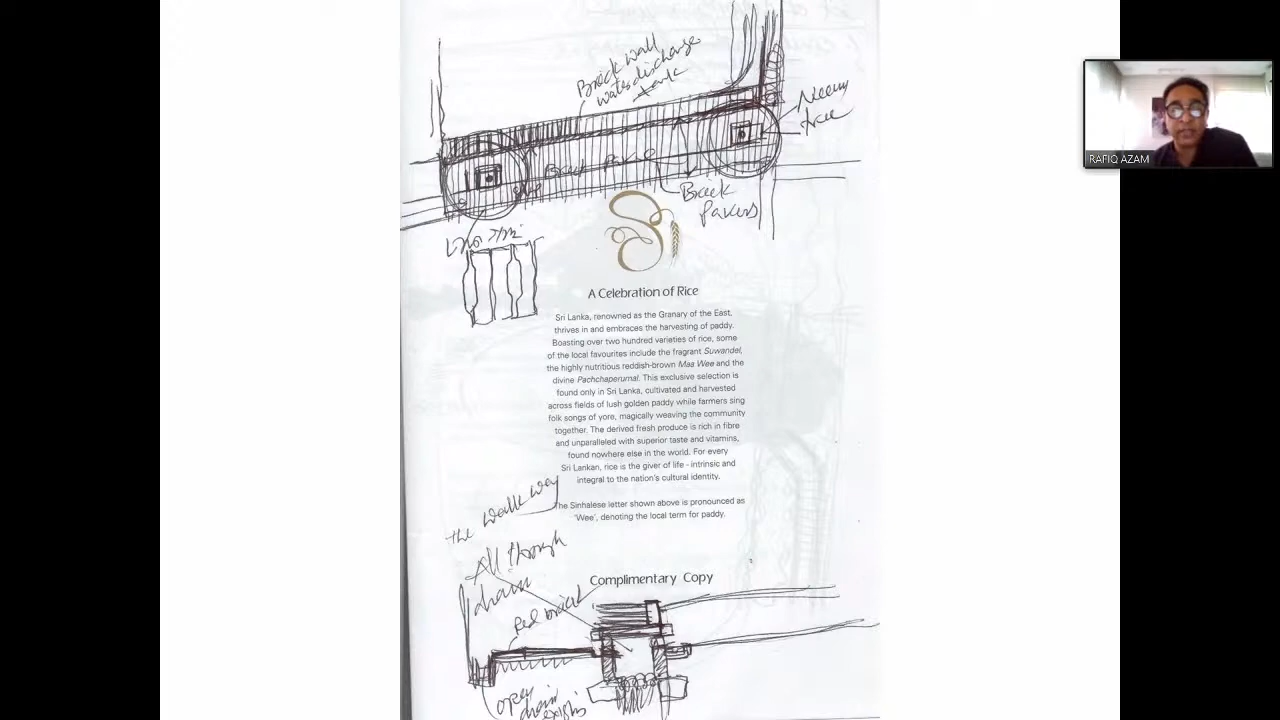 Brick wall
water discharge
tank
Neem
tree
Brick
Pavers
A Celebration of Rice
Sri Lanka, renowned as the Granary of the East,
thrives in and embraces the harvesting of paddy.
Boasting over two hundred varieties of rice, some
of the local favourites include the fragrant Suwandel,
the highly nutritious reddish-brown Maa Wee and the
divine Pachchaperumal. This exclusive selection is
found only in Sri Lanka, cultivated and harvested
across fields of lush golden paddy while farmers sing
folk songs of yore, magically weaving the community
together. The derived fresh produce is rich in fibre
and unparalleled with superior taste and vitamins,
found nowhere else in the world. For every
Sri Lankan, rice is the giver of life - intrinsic and
integral to the nation's cultural identity.
The Sinhalese letter shown above is pronounced as
'Wee', denoting the local term for paddy.
the walk way
All through
drain
Complimentary Copy
Red brick
open
drain
RAFIQ AZAM